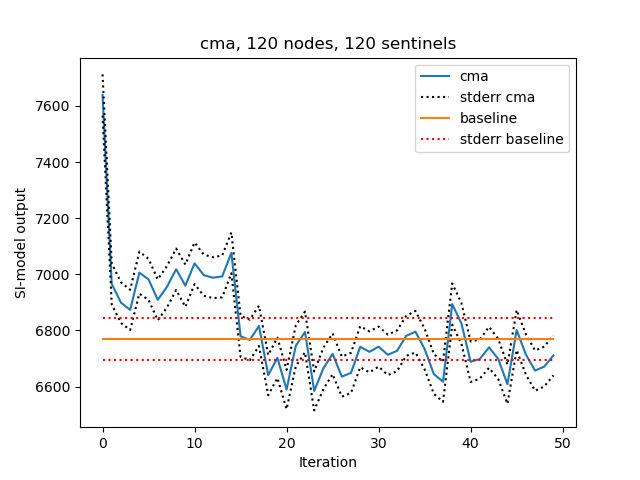 cma, 120 nodes, 120 sentinels
cma
stderr cma
baseline
stderr baseline
SI-model output
7600
7400
7200
7000
6800
6600
0 10 20 30 40 50
Iteration